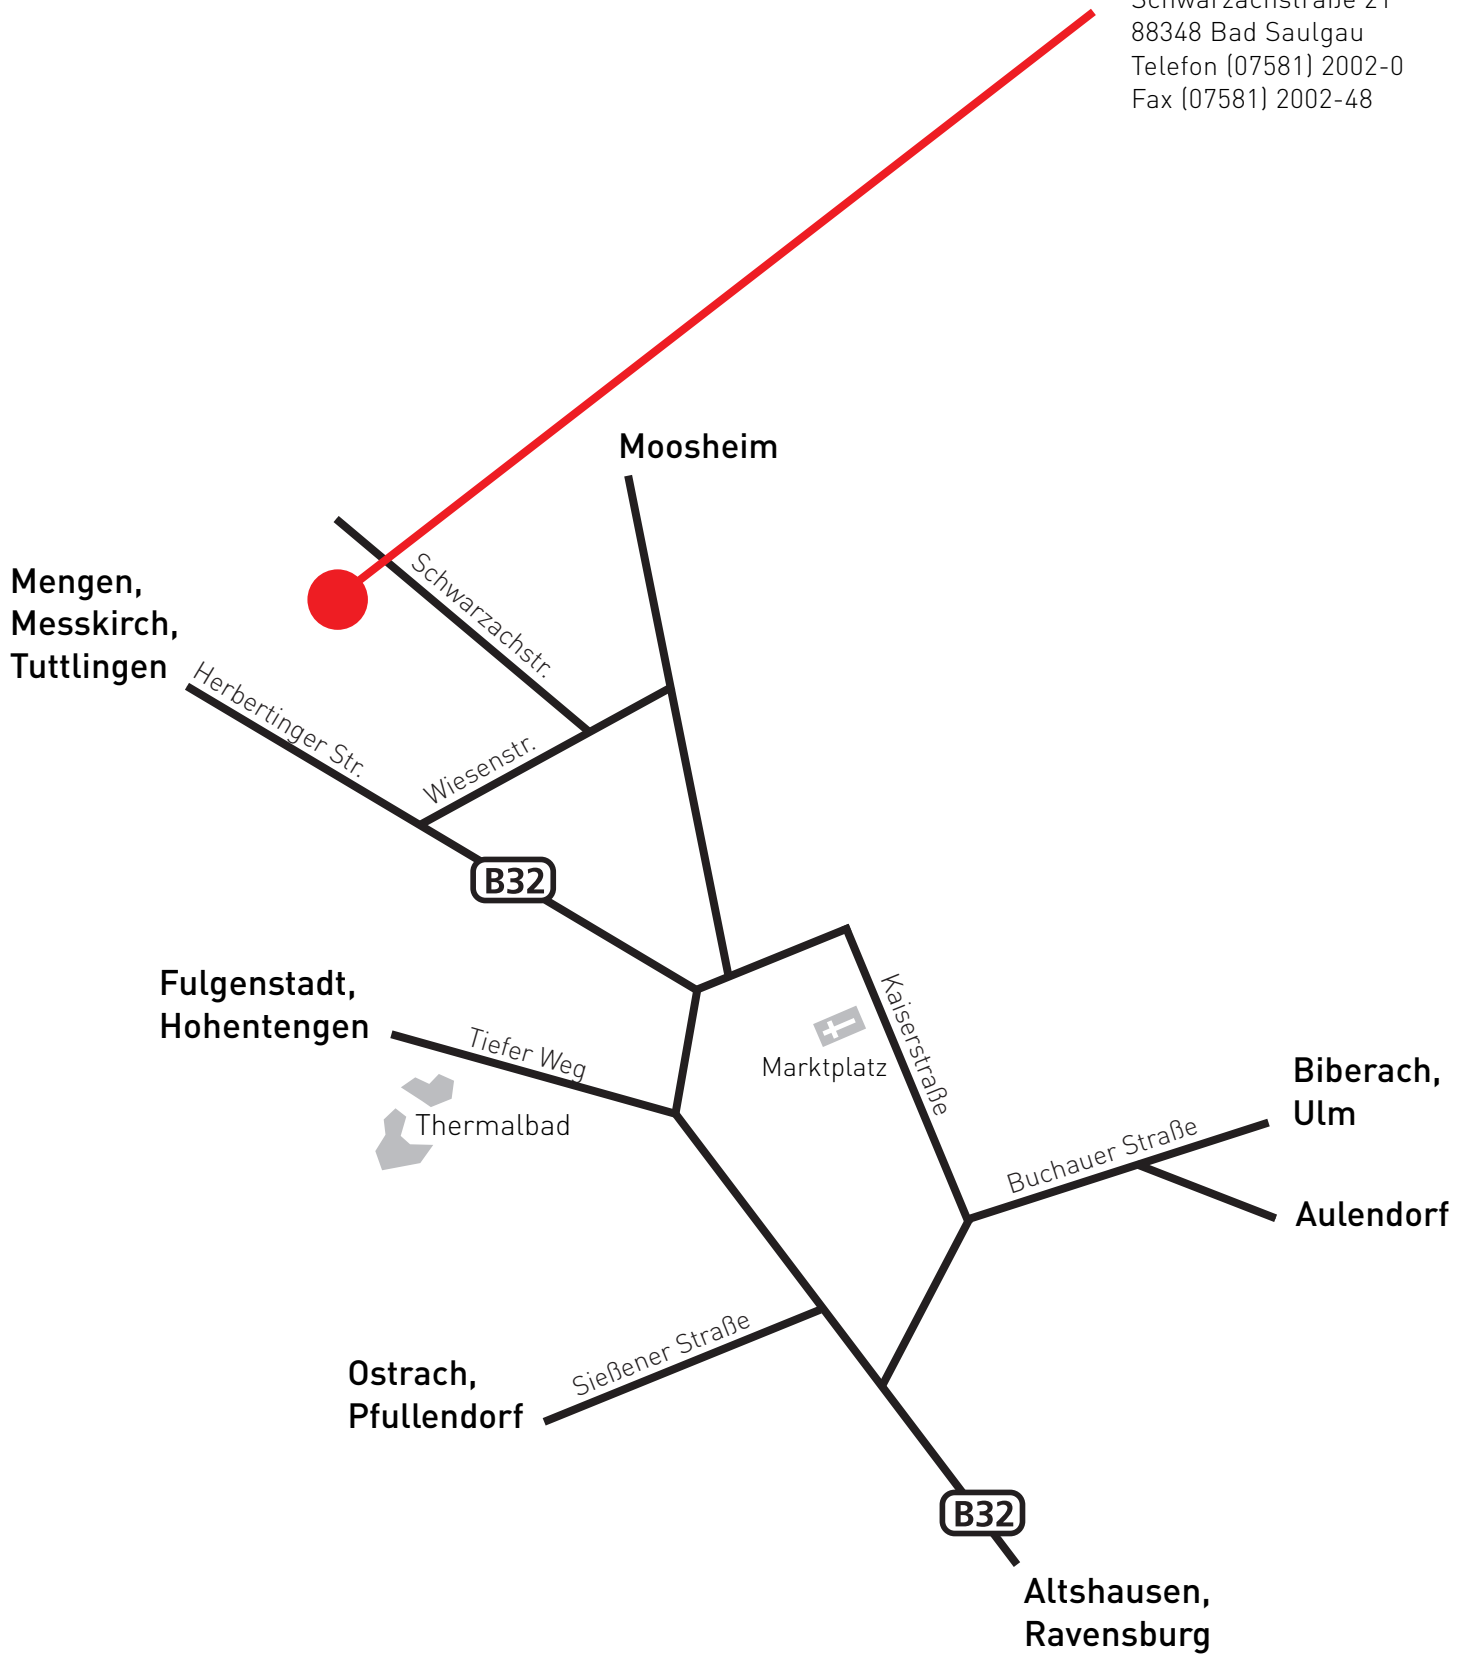 Schwarzachstraße 21
88348 Bad Saulgau
Telefon (07581) 2002-0
Fax (07581) 2002-48
Moosheim
Mengen,
Messkirch,
Tuttlingen
Schwarzachstr.
Herbertinger Str.
Wiesenstr.
B32
Fulgenstadt,
Hohentengen
Tiefer Weg
Thermalbad
Marktplatz
Kaiserstraße
Biberach,
Ulm
Buchauer Straße
Aulendorf
Sießener Straße
Ostrach,
Pfullendorf
B32
Altshausen,
Ravensburg